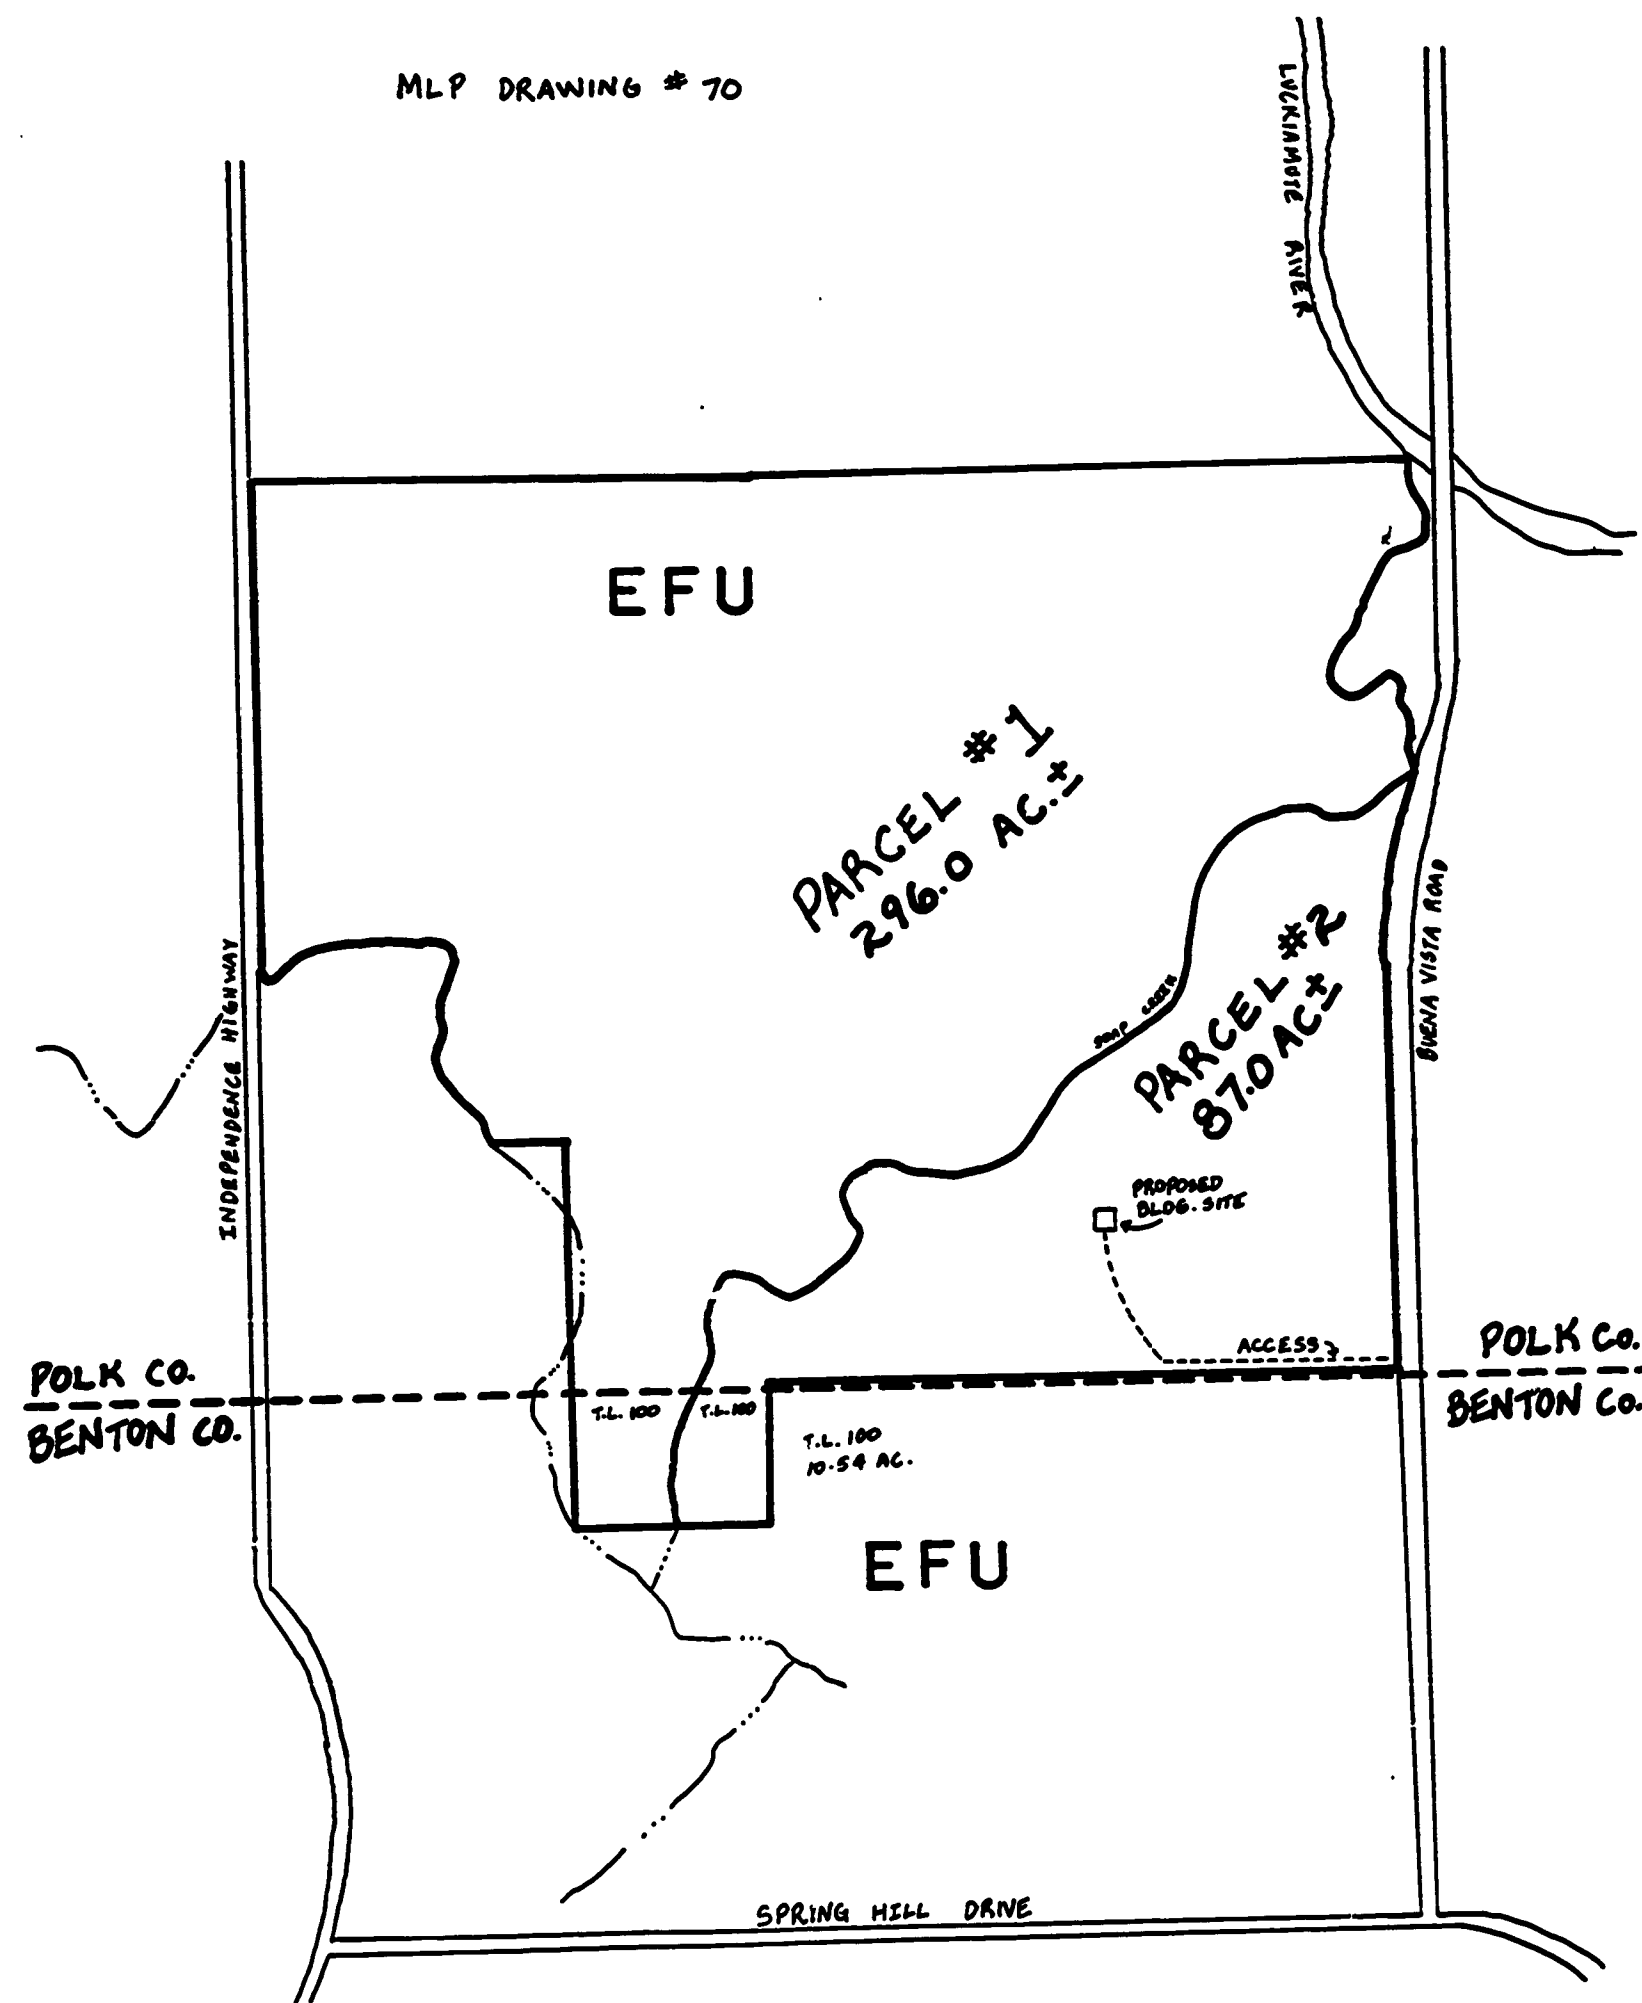 MLP DRAWING # 70
LUCKIAMUTE RIVER
EFU
PARCEL #1
296.0 AC.±
INDEPENDENCE HIGHWAY
BUENA VISTA ROAD
SOAP CREEK
PARCEL #2
87.0 AC±
PROPOSED
BLDG. SITE
ACCESS
POLK CO.
POLK CO.
BENTON CO.
BENTON CO.
T.L. 100
T.L. 100
T.L. 100
10.54 AC.
EFU
SPRING HILL DRIVE